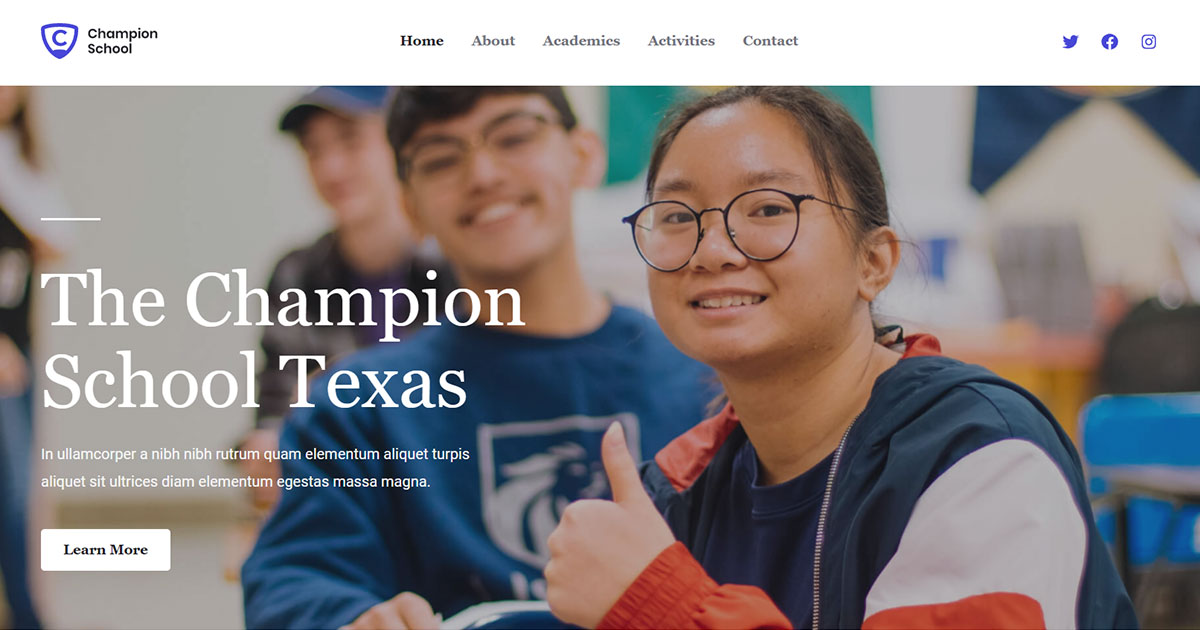 C
Champion
School
Home About Academics Activities Contact
The Champion
School Texas
In ullamcorper a nibh nibh rutrum quam elementum aliquet turpis
aliquet sit ultrices diam elementum egestas massa magna.
Learn More